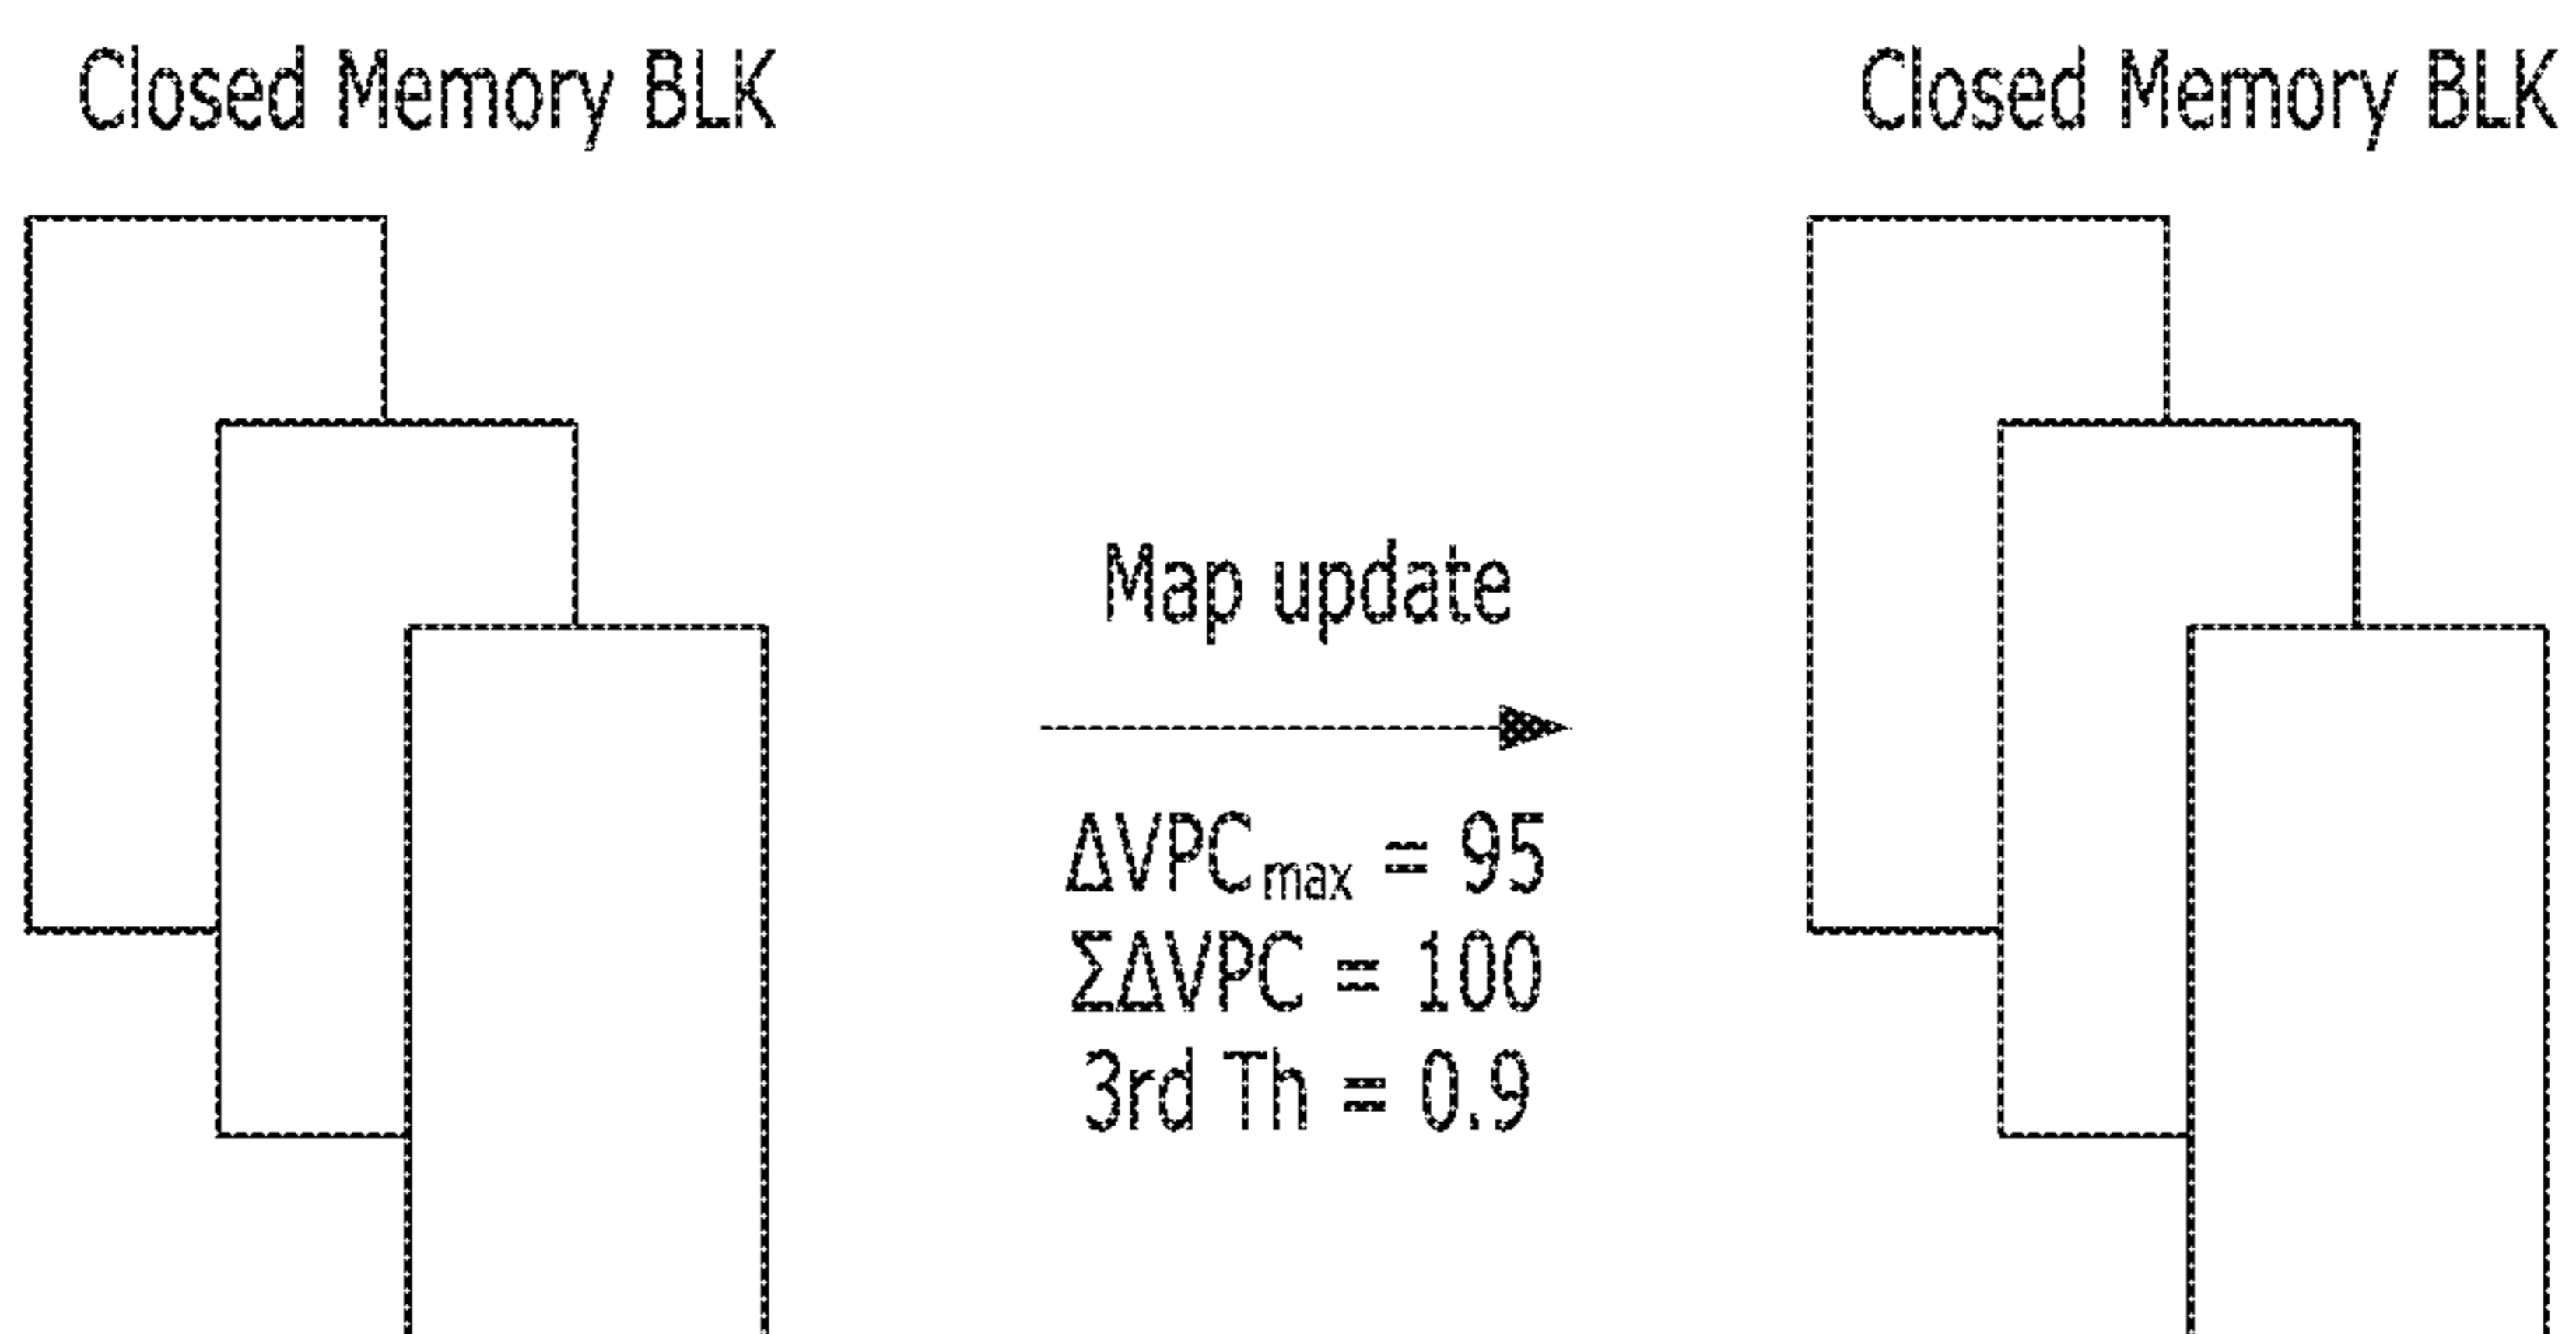 Closed Memory BLK
Closed Memory BLK
Map update
ΔVPCmax = 95
ΣΔVPC = 100
3rd Th = 0.9